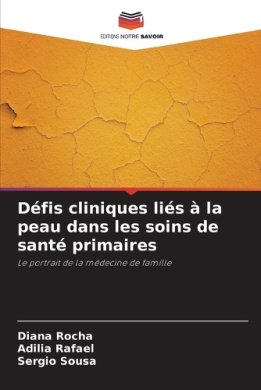 EDITIONS NOTRE SAVOIR
Défis cliniques liés à la
peau dans les soins de
santé primaires
Le portrait de la médecine de famille
Diana Rocha
Adília Rafael
Sergio Sousa